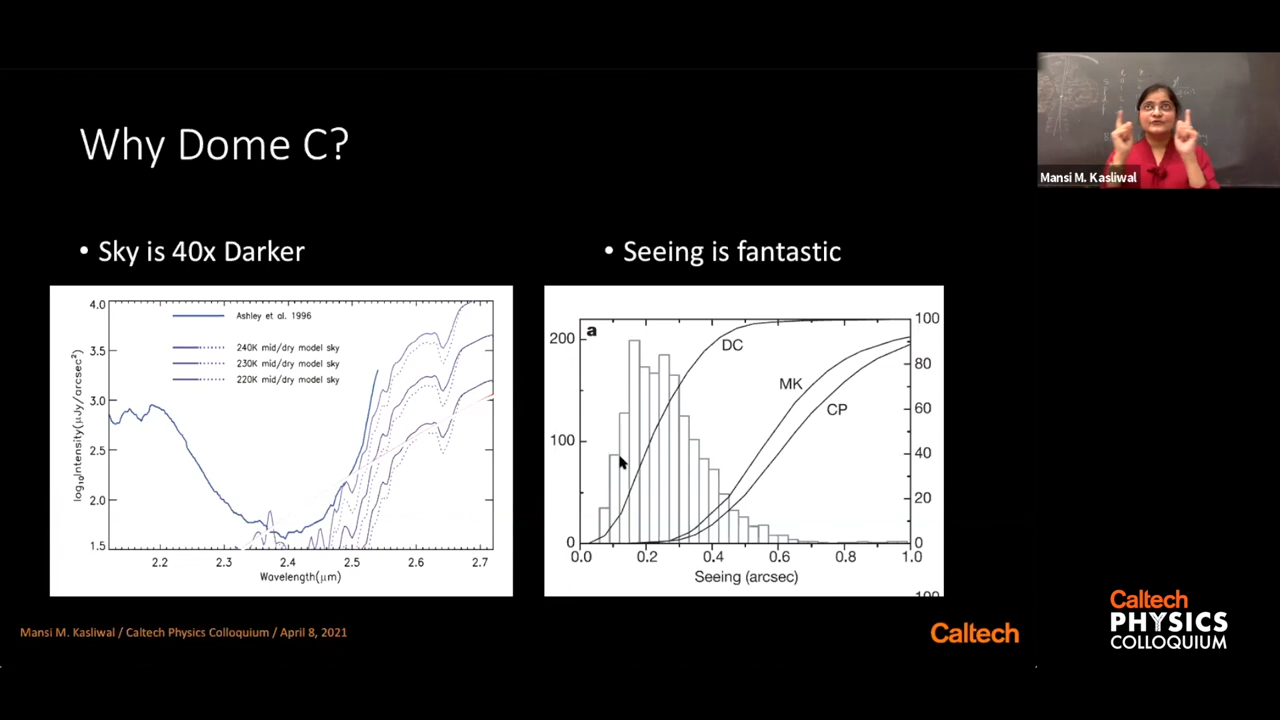 Why Dome C?
• Sky is 40x Darker
• Seeing is fantastic
Mansi M. Kasliwal
Ashley et al. 1996
240K mid/dry model sky
230K mid/dry model sky
220K mid/dry model sky
log10Intensity(μJy/arcsec²)
4.0
3.5
3.0
2.5
2.0
1.5
2.2
2.3
2.4
2.5
2.6
2.7
Wavelength(μm)
a
DC
MK
CP
200
100
0
100
80
60
40
20
0
0.0
0.2
0.4
0.6
0.8
1.0
Seeing (arcsec)
Mansi M. Kasliwal / Caltech Physics Colloquium / April 8, 2021
Caltech
Caltech
PHYSICS
COLLOQUIUM